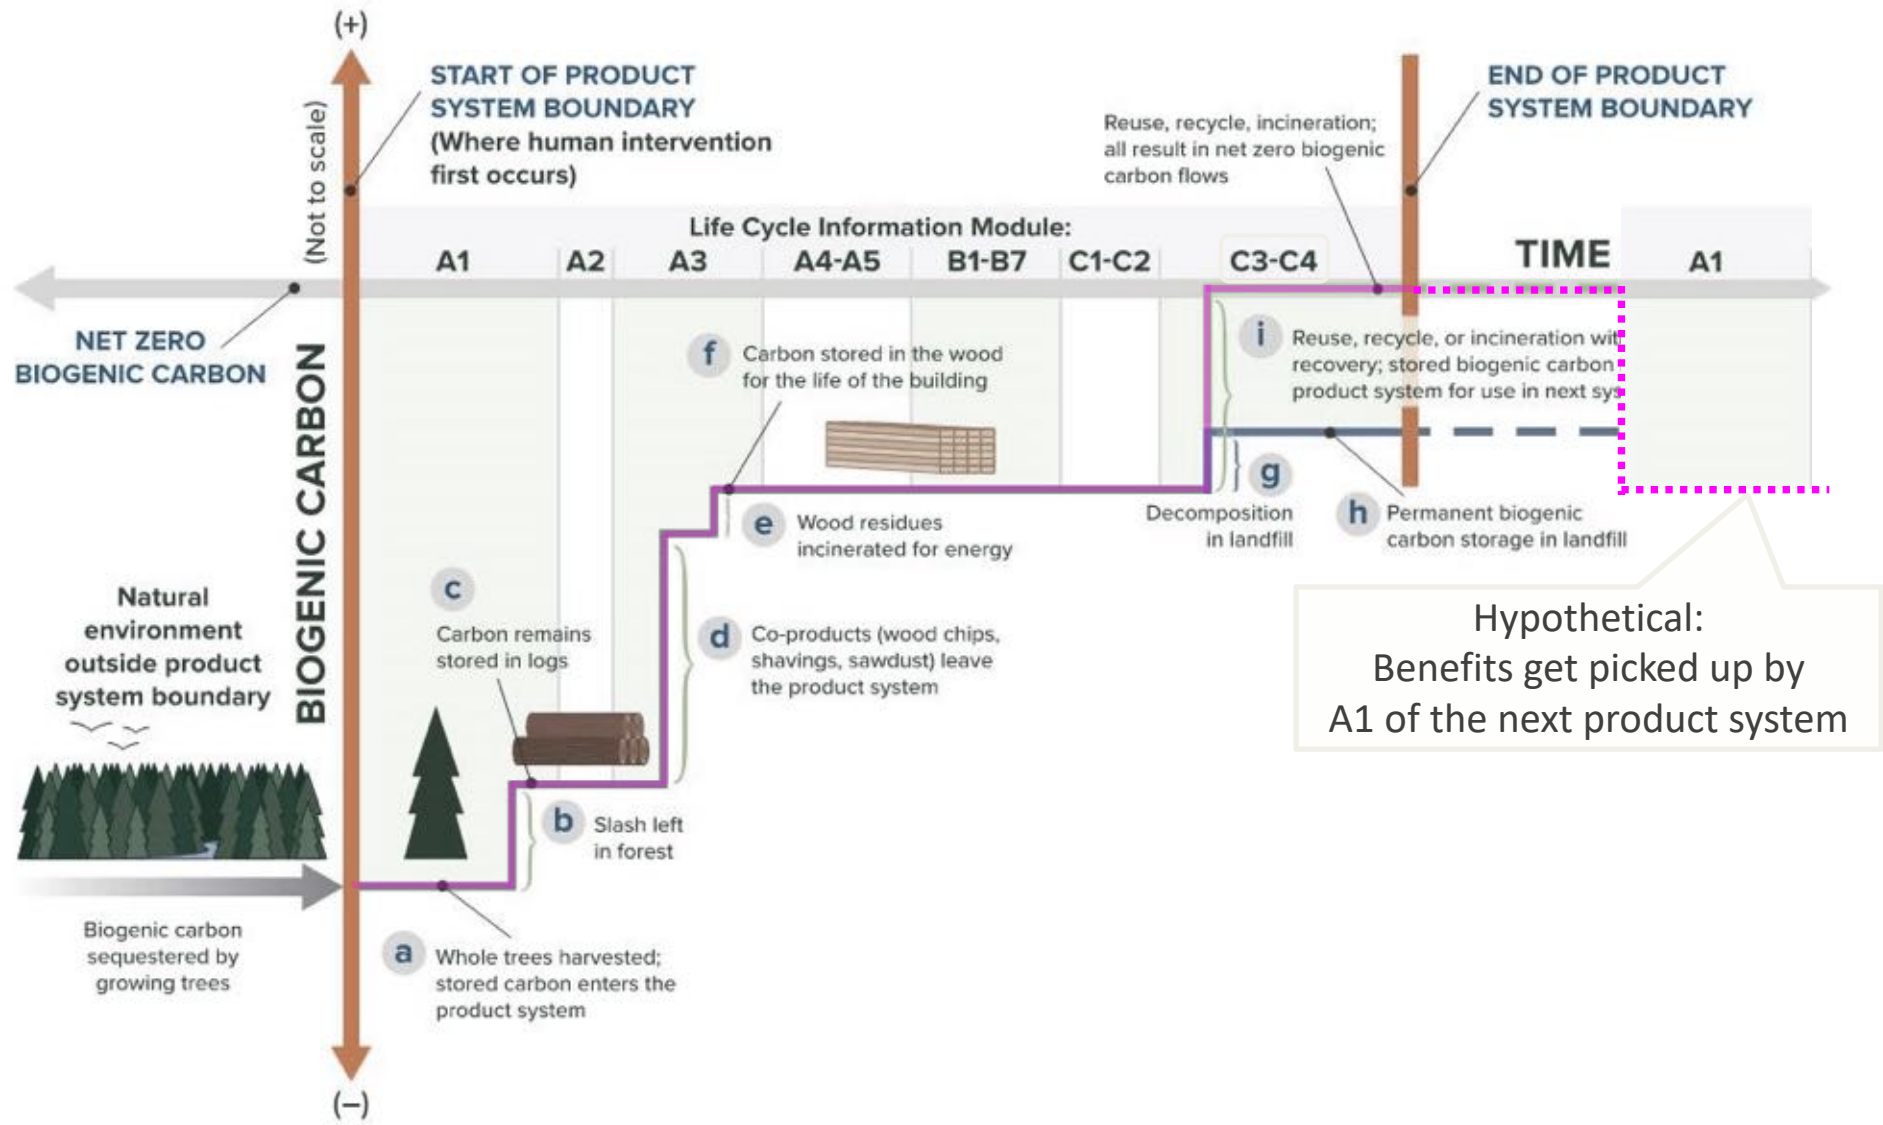 (+)
START OF PRODUCT
SYSTEM BOUNDARY
(Where human intervention
first occurs)
END OF PRODUCT
SYSTEM BOUNDARY
Reuse, recycle, incineration;
all result in net zero biogenic
carbon flows
(Not to scale)
Life Cycle Information Module:
A1
A2
A3
A4-A5
B1-B7
C1-C2
C3-C4
TIME
A1
NET ZERO
BIOGENIC CARBON
BIOGENIC CARBON
f
Carbon stored in the wood
for the life of the building
i
Reuse, recycle, or incineration
recovery; stored biogenic carbon
product system for use in next
g
Decomposition
in landfill
h
Permanent biogenic
carbon storage in landfill
e
Wood residues
incinerated for energy
Natural
environment
outside product
system boundary
c
Carbon remains
stored in logs
d
Co-products (wood chips,
shavings, sawdust) leave
the product system
Hypothetical:
Benefits get picked up by
A1 of the next product system
b
Slash left
in forest
Biogenic carbon
sequestered by
growing trees
a
Whole trees harvested;
stored carbon enters the
product system
(−)